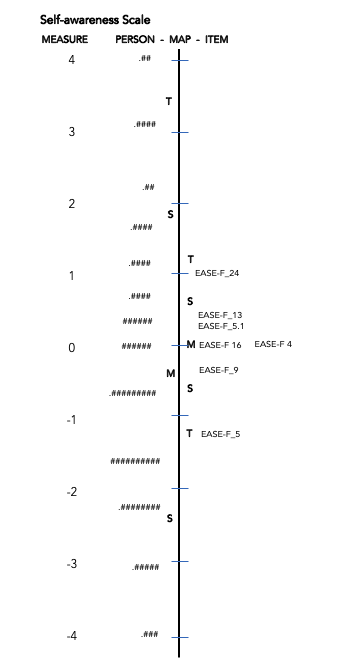 Self-awareness Scale
MEASURE PERSON - MAP - ITEM
4 .##
T
3 .####
.##
2
S
.####
T
.####
1 EASE-F_24
.#### S
EASE-F_13
###### EASE-F_5.1
0 ###### M EASE-F 16 EASE-F 4
M EASE-F_9
S
.#########
-1
T EASE-F_5
##########
-2
.########
S
-3 .#####
-4 .###